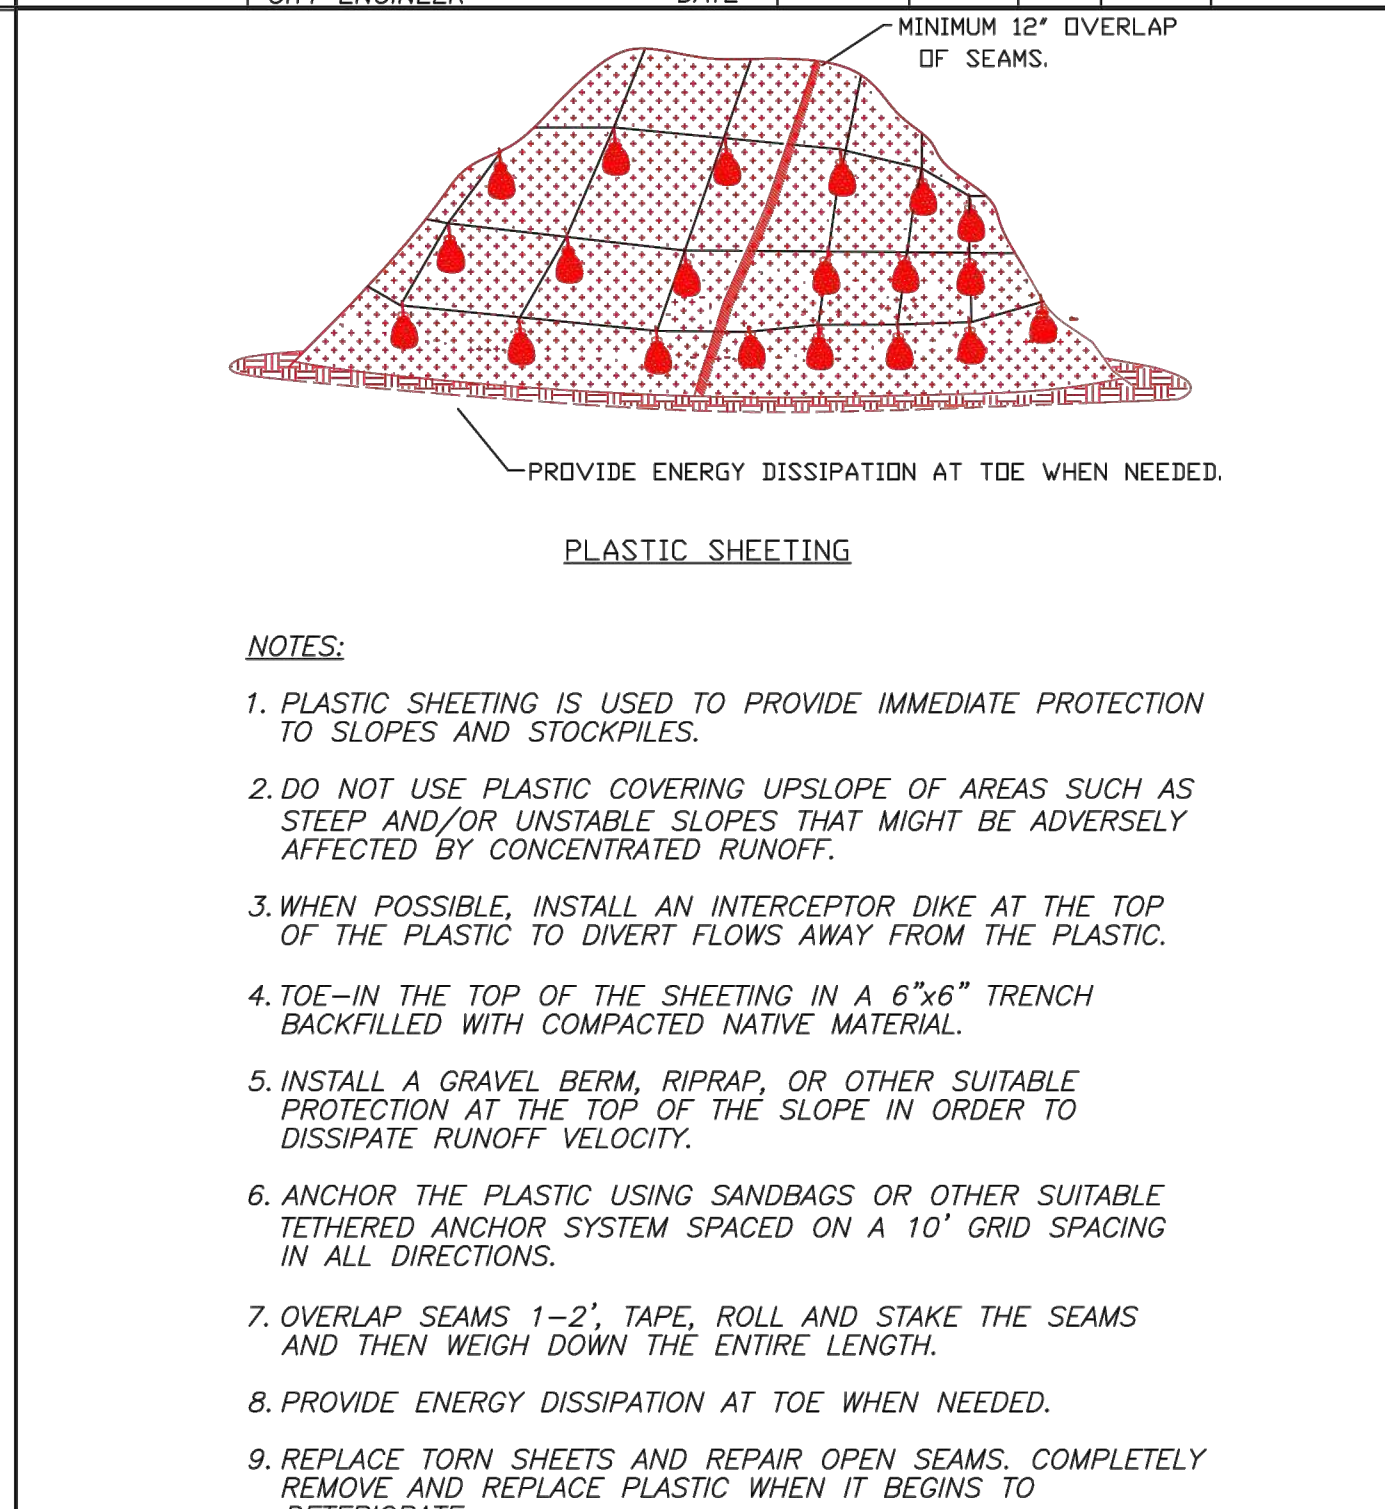 CITY ENGINEER DATE
MINIMUM 12" OVERLAP
OF SEAMS.
PROVIDE ENERGY DISSIPATION AT TOE WHEN NEEDED.
PLASTIC SHEETING
NOTES:
1. PLASTIC SHEETING IS USED TO PROVIDE IMMEDIATE PROTECTION
TO SLOPES AND STOCKPILES.
2. DO NOT USE PLASTIC COVERING UPSLOPE OF AREAS SUCH AS
STEEP AND/OR UNSTABLE SLOPES THAT MIGHT BE ADVERSELY
AFFECTED BY CONCENTRATED RUNOFF.
3. WHEN POSSIBLE, INSTALL AN INTERCEPTOR DIKE AT THE TOP
OF THE PLASTIC TO DIVERT FLOWS AWAY FROM THE PLASTIC.
4. TOE-IN THE TOP OF THE SHEETING IN A 6"x6" TRENCH
BACKFILLED WITH COMPACTED NATIVE MATERIAL.
5. INSTALL A GRAVEL BERM, RIPRAP, OR OTHER SUITABLE
PROTECTION AT THE TOP OF THE SLOPE IN ORDER TO
DISSIPATE RUNOFF VELOCITY.
6. ANCHOR THE PLASTIC USING SANDBAGS OR OTHER SUITABLE
TETHERED ANCHOR SYSTEM SPACED ON A 10' GRID SPACING
IN ALL DIRECTIONS.
7. OVERLAP SEAMS 1-2', TAPE, ROLL AND STAKE THE SEAMS
AND THEN WEIGH DOWN THE ENTIRE LENGTH.
8. PROVIDE ENERGY DISSIPATION AT TOE WHEN NEEDED.
9. REPLACE TORN SHEETS AND REPAIR OPEN SEAMS. COMPLETELY
REMOVE AND REPLACE PLASTIC WHEN IT BEGINS TO
DETERIORATE